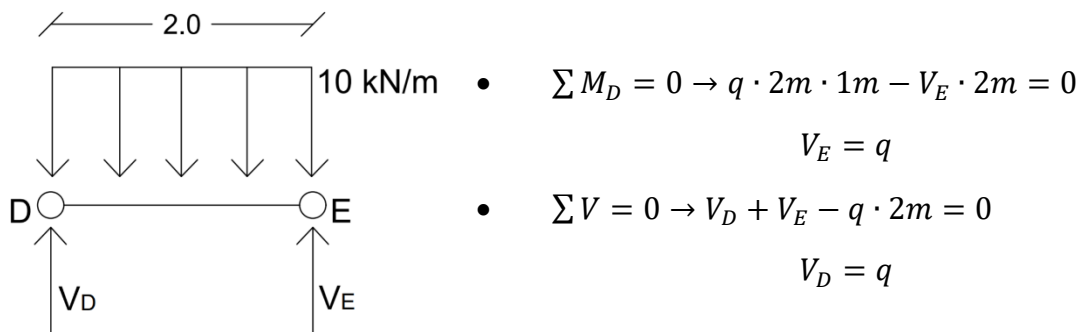 2.0
10 kN/m
D E
V_D V_E
• ∑ M_D = 0 → q · 2m · 1m − V_E · 2m = 0
V_E = q
• ∑ V = 0 → V_D + V_E − q · 2m = 0
V_D = q